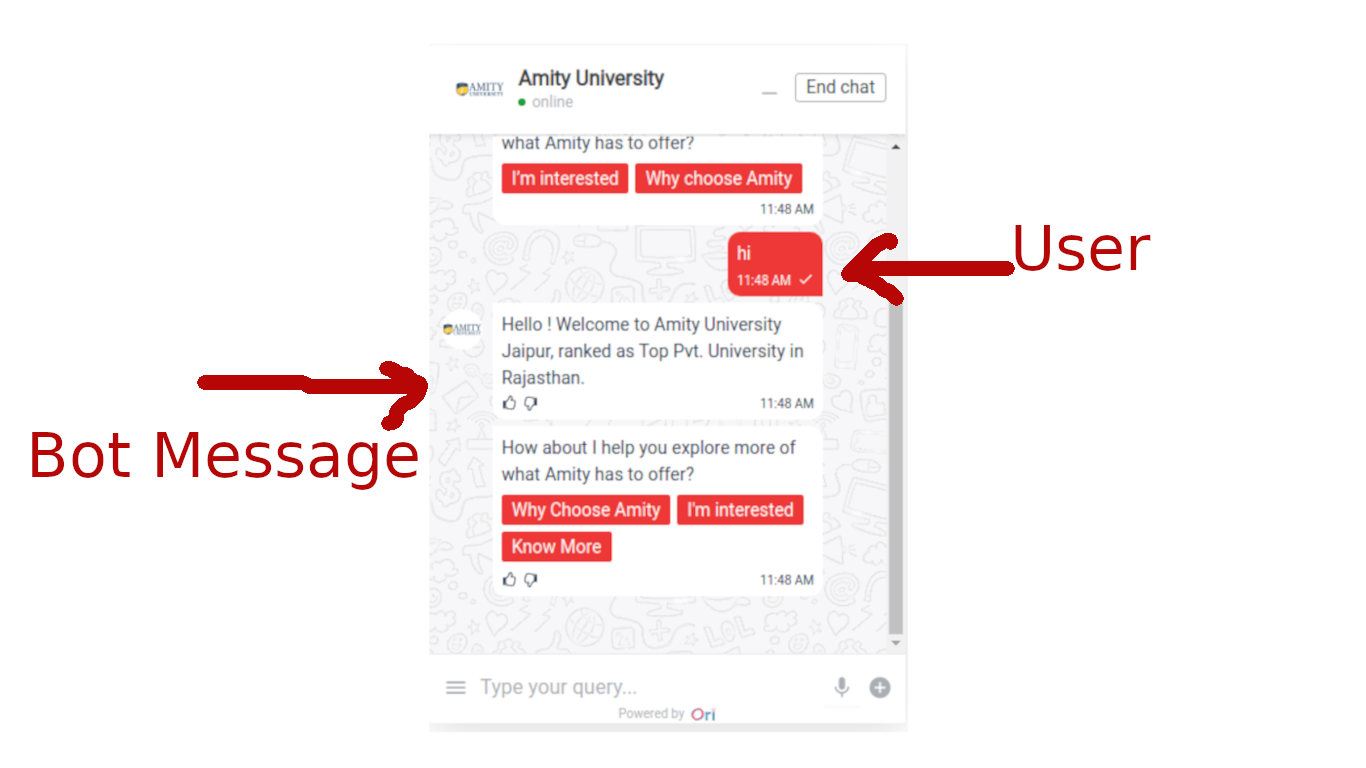 AMITY
UNIVERSITY
Amity University
online
End chat
what Amity has to offer?
I'm interested
Why choose Amity
11:48 AM
hi
11:48 AM
User
AMITY
Hello ! Welcome to Amity University
Jaipur, ranked as Top Pvt. University in
Rajasthan.
11:48 AM
Bot Message
How about I help you explore more of
what Amity has to offer?
Why Choose Amity
I'm interested
Know More
11:48 AM
LOL
Type your query...
Powered by Ori